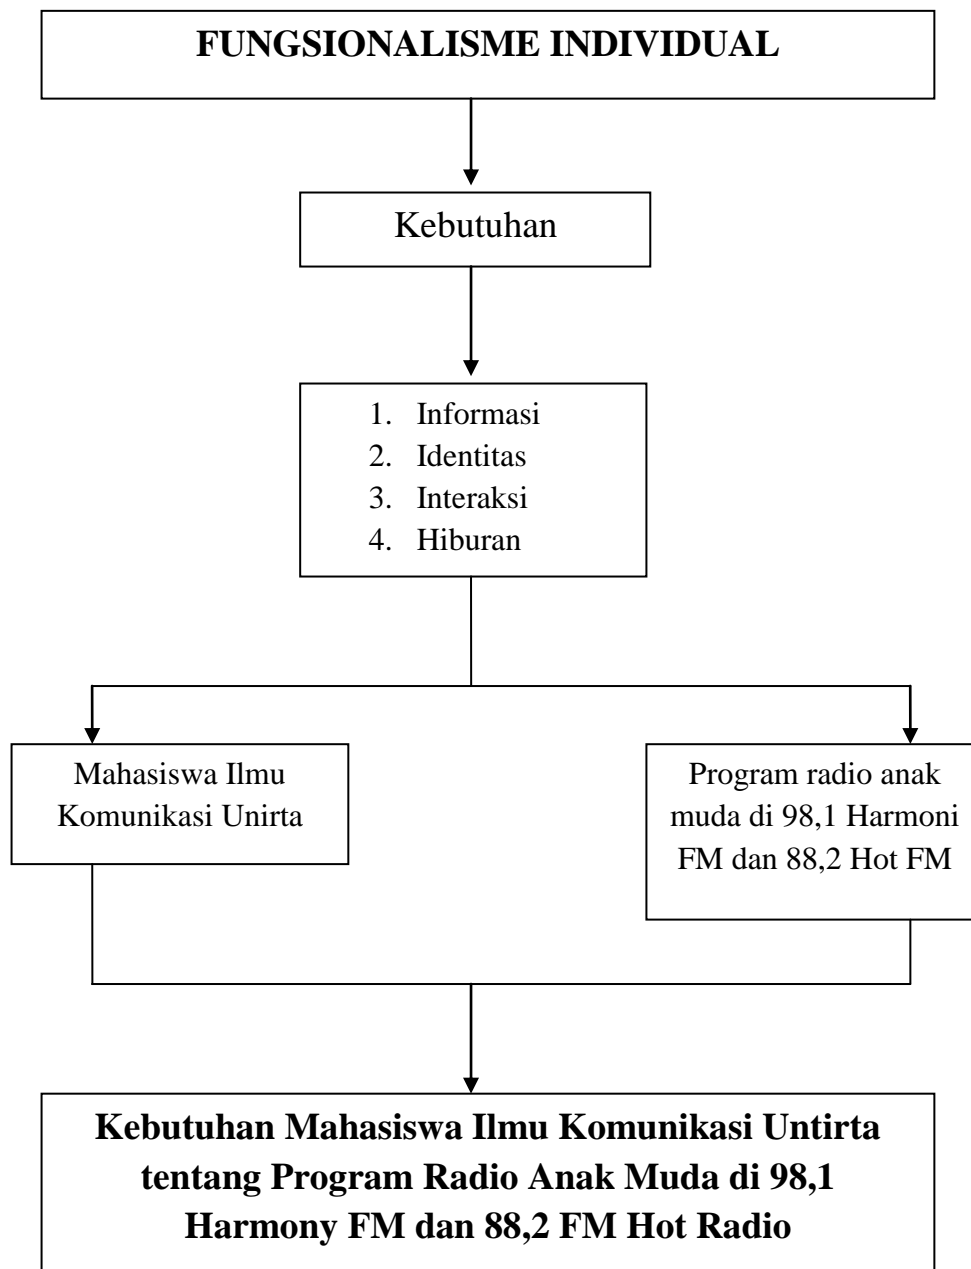 FUNGSIONALISME INDIVIDUAL
Kebutuhan
1. Informasi
2. Identitas
3. Interaksi
4. Hiburan
Mahasiswa Ilmu
Komunikasi Unirta
Program radio anak
muda di 98,1 Harmoni
FM dan 88,2 Hot FM
Kebutuhan Mahasiswa Ilmu Komunikasi Untirta
tentang Program Radio Anak Muda di 98,1
Harmony FM dan 88,2 FM Hot Radio